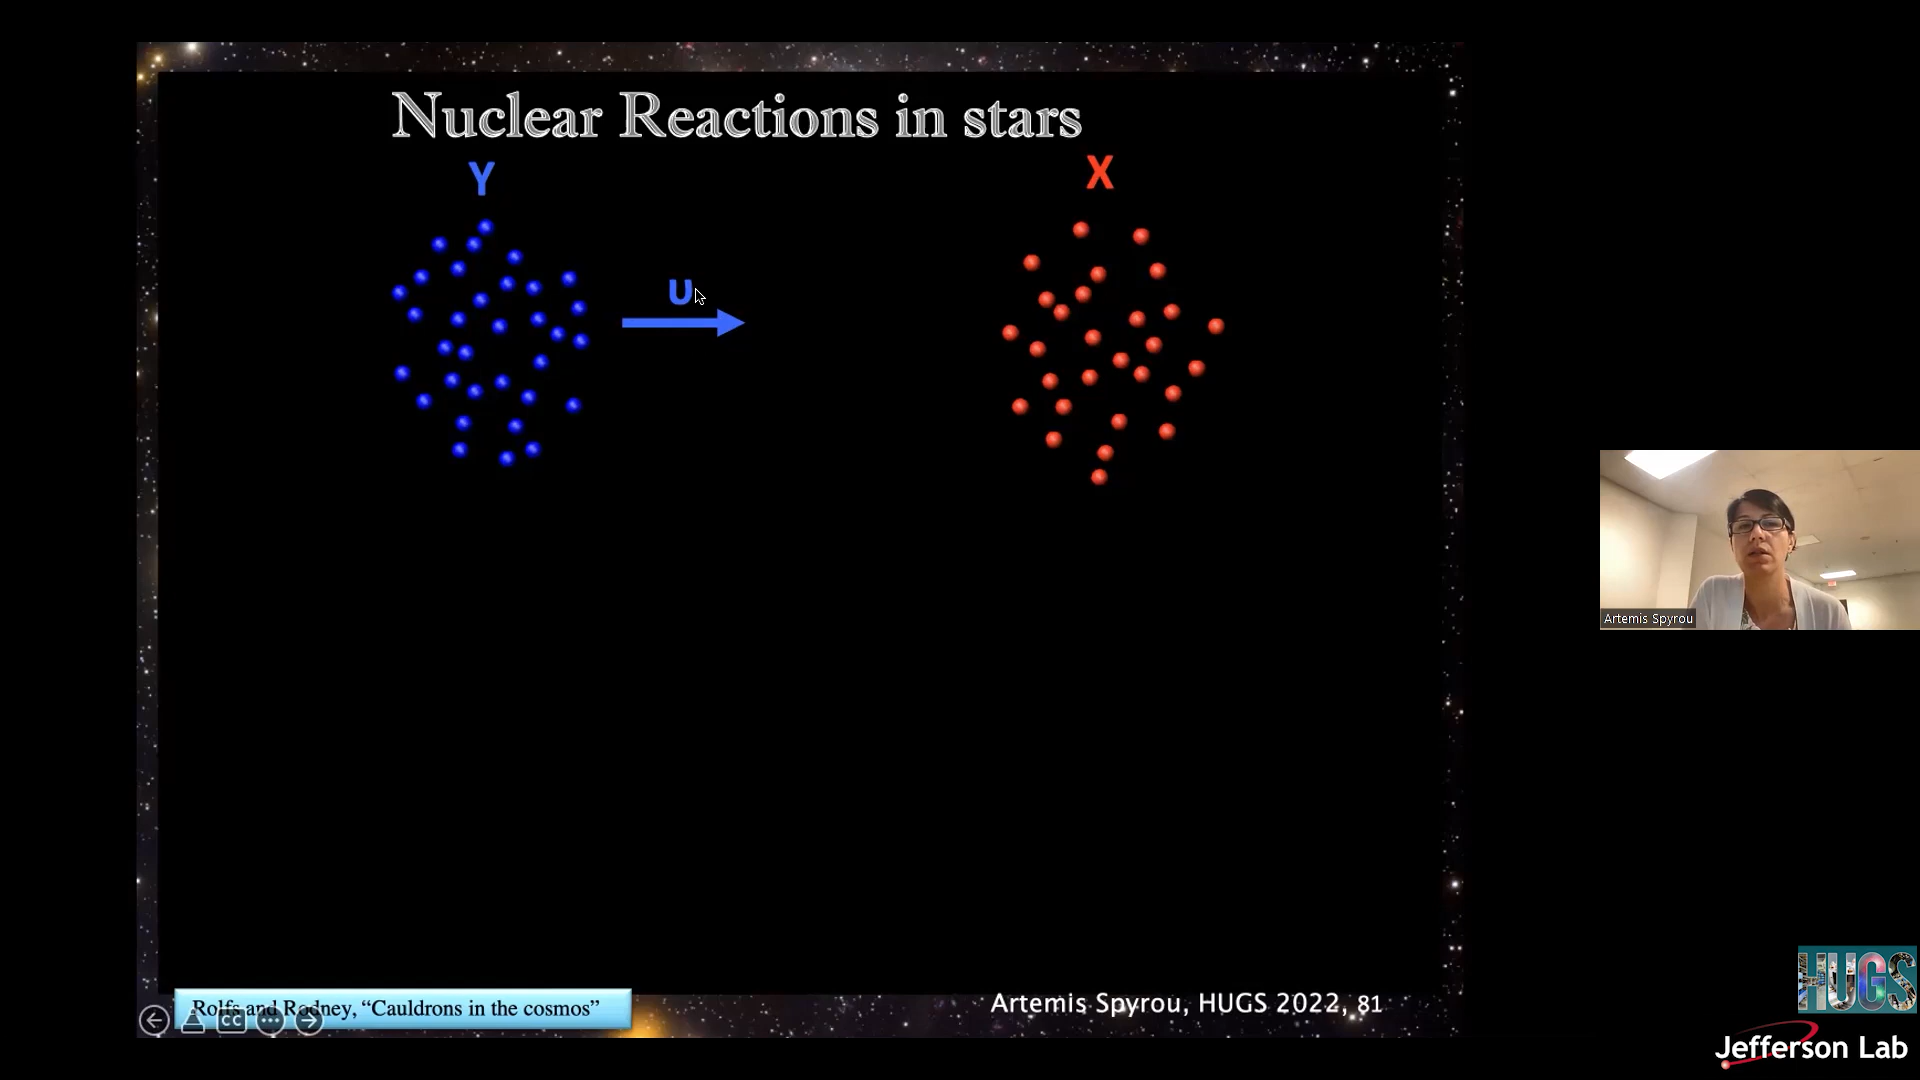 Nuclear Reactions in stars
Y
X
υ
Artemis Spyrou
Rolfs and Rodney, “Cauldrons in the cosmos”
CC
Artemis Spyrou, HUGS 2022, 81
HUGS
Jefferson Lab